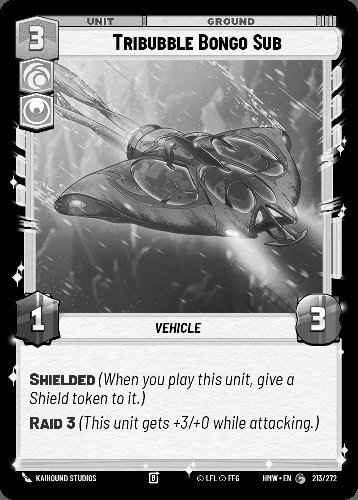 UNIT GROUND
3
TRIBUBBLE BONGO SUB
1
3
VEHICLE
SHIELDED (When you play this unit, give a
Shield token to it.)
RAID 3 (This unit gets +3/+0 while attacking.)
KAIHOUND STUDIOS
© LFL © FFG
HMW • EN
213/272